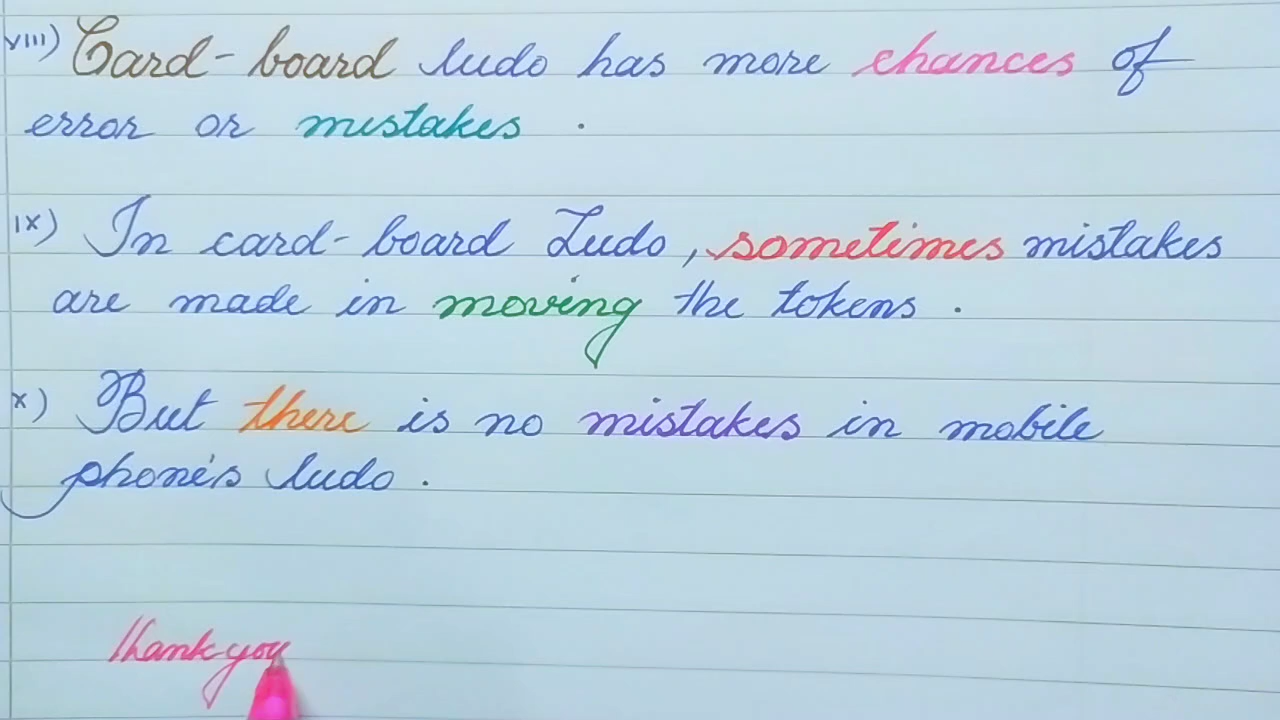 viii) Card-board ludo has more chances of
error or mistakes .
ix) In card-board Ludo, sometimes mistakes
are made in moving the tokens .
x) But there is no mistakes in mobile
phone's ludo .
Thank you